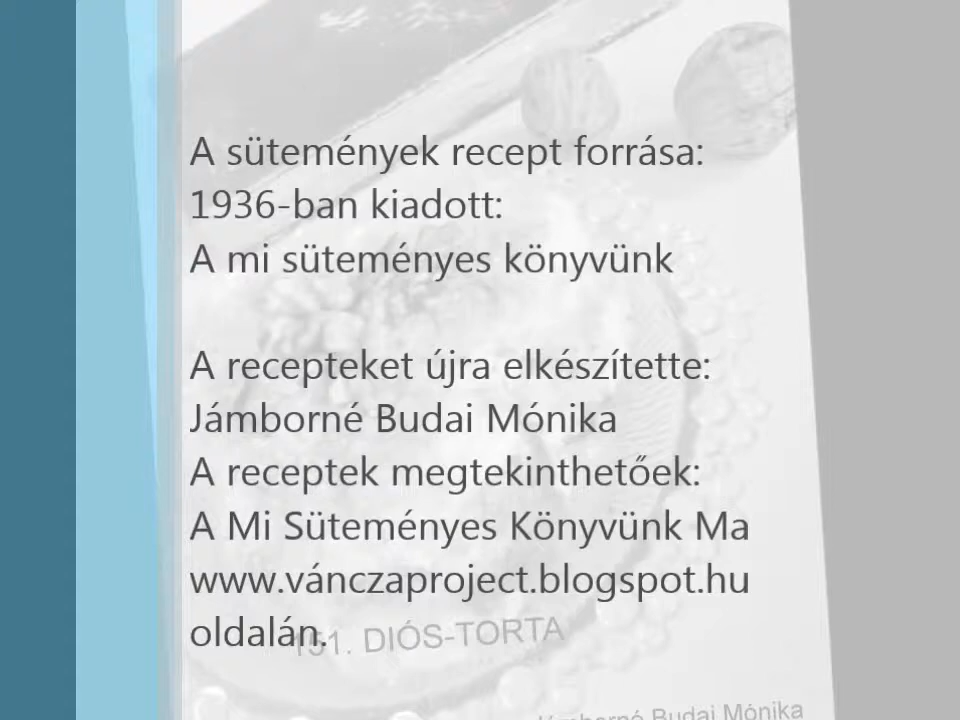 A sütemények recept forrása:
1936-ban kiadott:
A mi süteményes könyvünk
A recepteket újra elkészítette:
Jámborné Budai Mónika
A receptek megtekinthetőek:
A Mi Süteményes Könyvünk Ma
www.vánczaproject.blogspot.hu
oldalán.
151. DIÓS-TORTA
Jámborné Budai Mónika